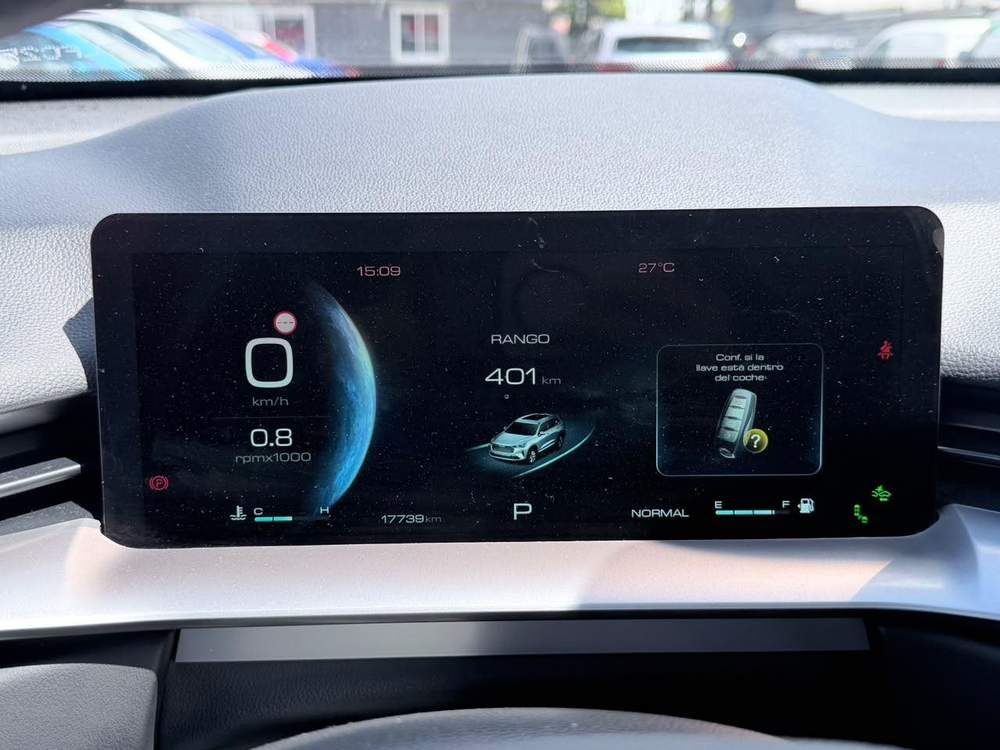 15:09
27°C
0
km/h
0.8
rpmx1000
RANGO
401 km
Conf. si la
llave está dentro
del coche
?
P
C H
17739km
P
NORMAL
E F